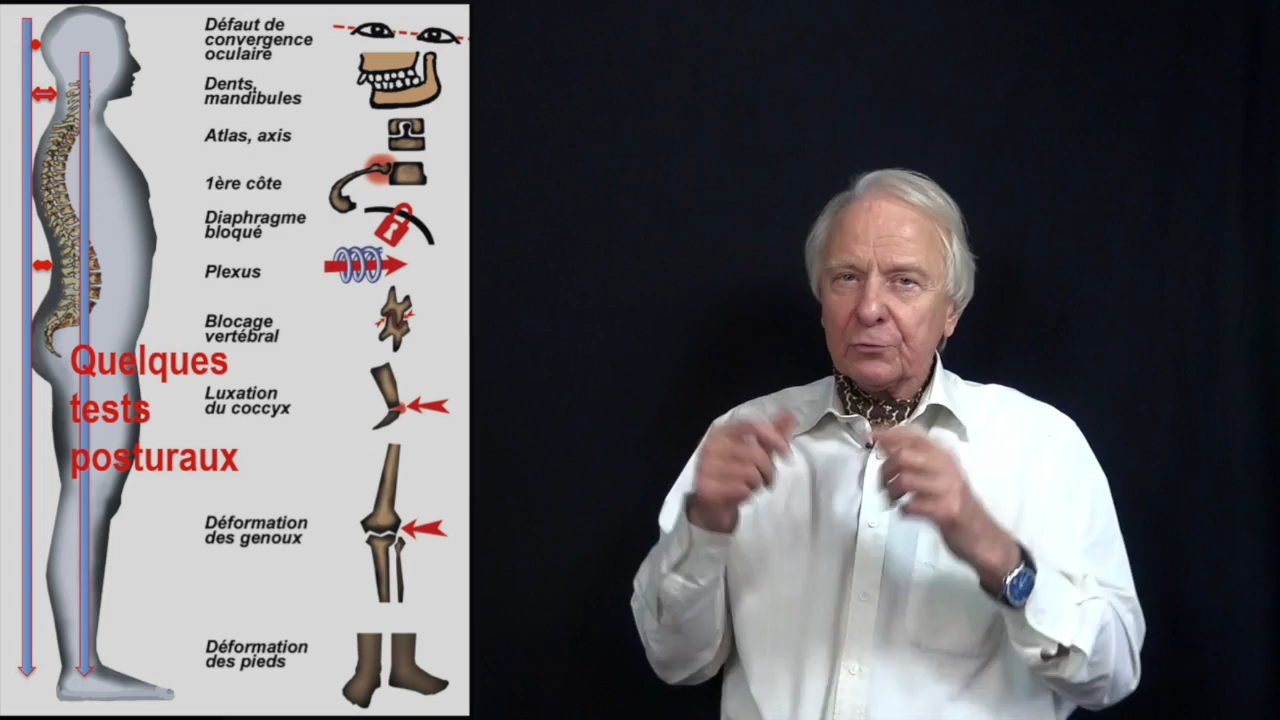 Défaut de
convergence
oculaire
Dents,
mandibules
Atlas, axis
1ère côte
Diaphragme
bloqué
Plexus
Blocage
vertébral
Quelques
tests
posturaux
Luxation
du coccyx
Déformation
des genoux
Déformation
des pieds